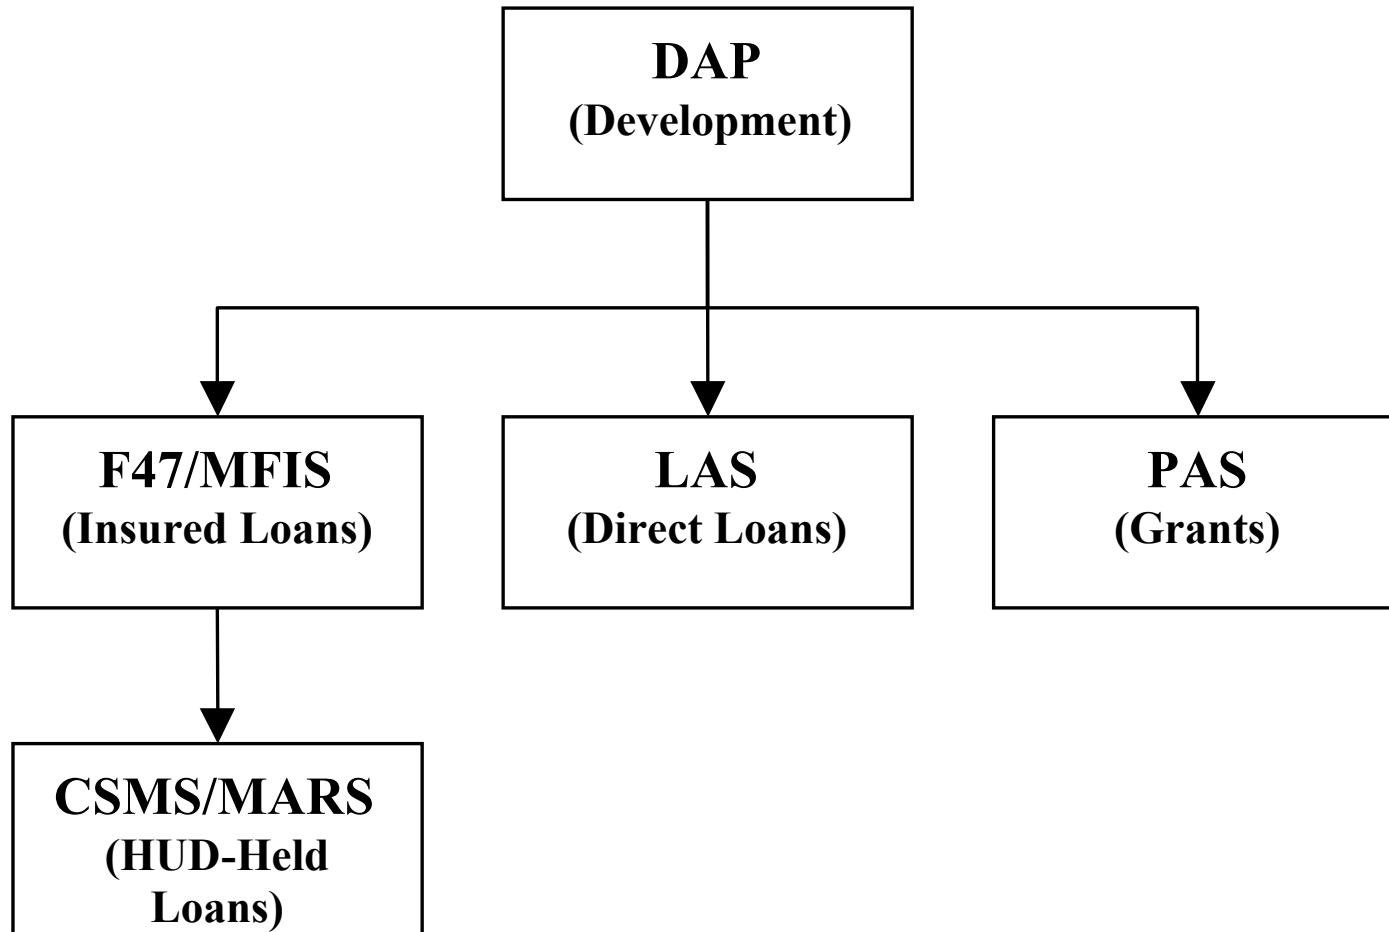 DAP
(Development)
F47/MFIS
(Insured Loans)
LAS
(Direct Loans)
PAS
(Grants)
CSMS/MARS
(HUD-Held
Loans)